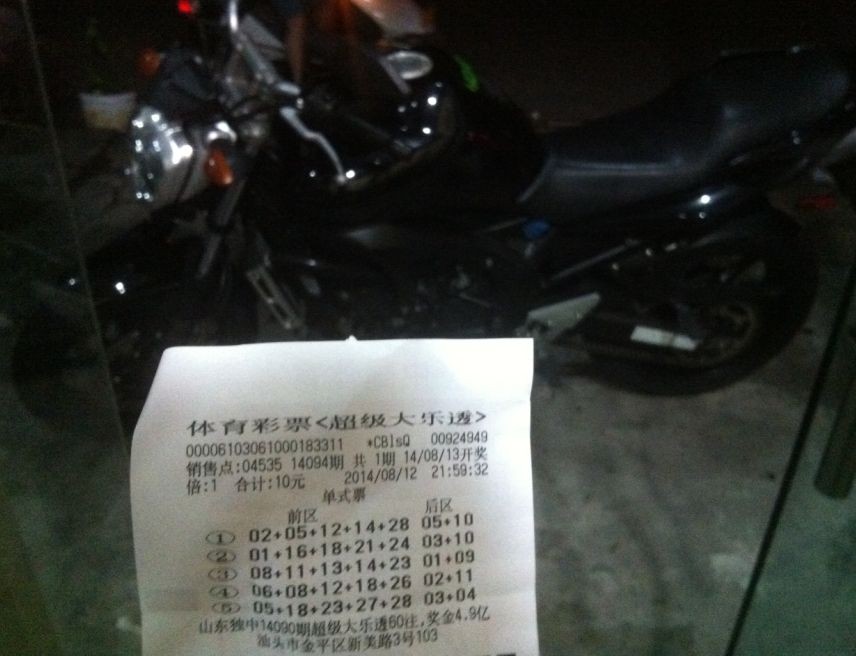 体育彩票<超级大乐透>
00006103061000183311 *CBlsQ 00924949
销售点:04535 14094期 共 1期 14/08/13开奖
倍:1 合计:10元 2014/08/12 21:59:32
单式票
前区 后区
① 02+05+12+14+28 05+10
② 01+16+18+21+24 03+10
③ 08+11+13+14+23 01+09
④ 06+08+12+18+26 02+11
⑤ 05+18+23+27+28 03+04
山东独中14090期超级大乐透60注,奖金4.9亿
汕头市金平区新美路3号103